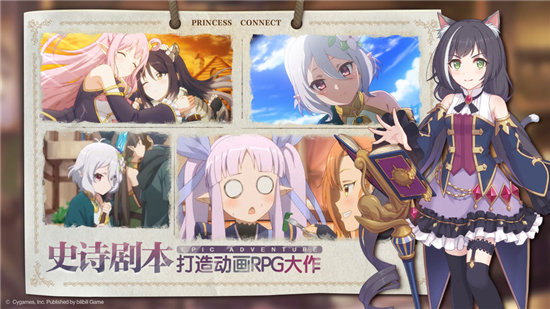 PRINCESS CONNECT
史诗剧本
EPIC ADVENTURE
打造动画RPG大作
© Cygames, Inc. Published by bilibili Game